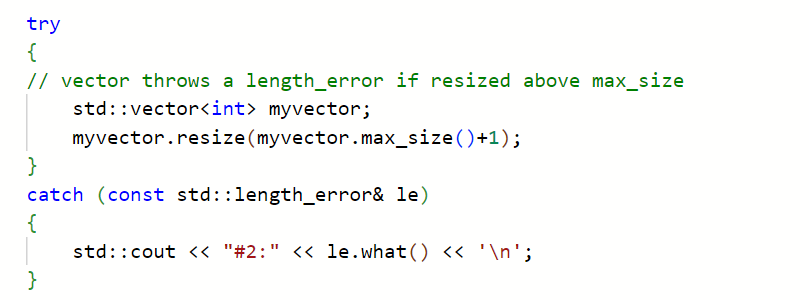 try
{
// vector throws a length_error if resized above max_size
    std::vector<int> myvector;
    myvector.resize(myvector.max_size()+1);
}
catch (const std::length_error& le)
{
    std::cout << "#2:" << le.what() << '\n';
}